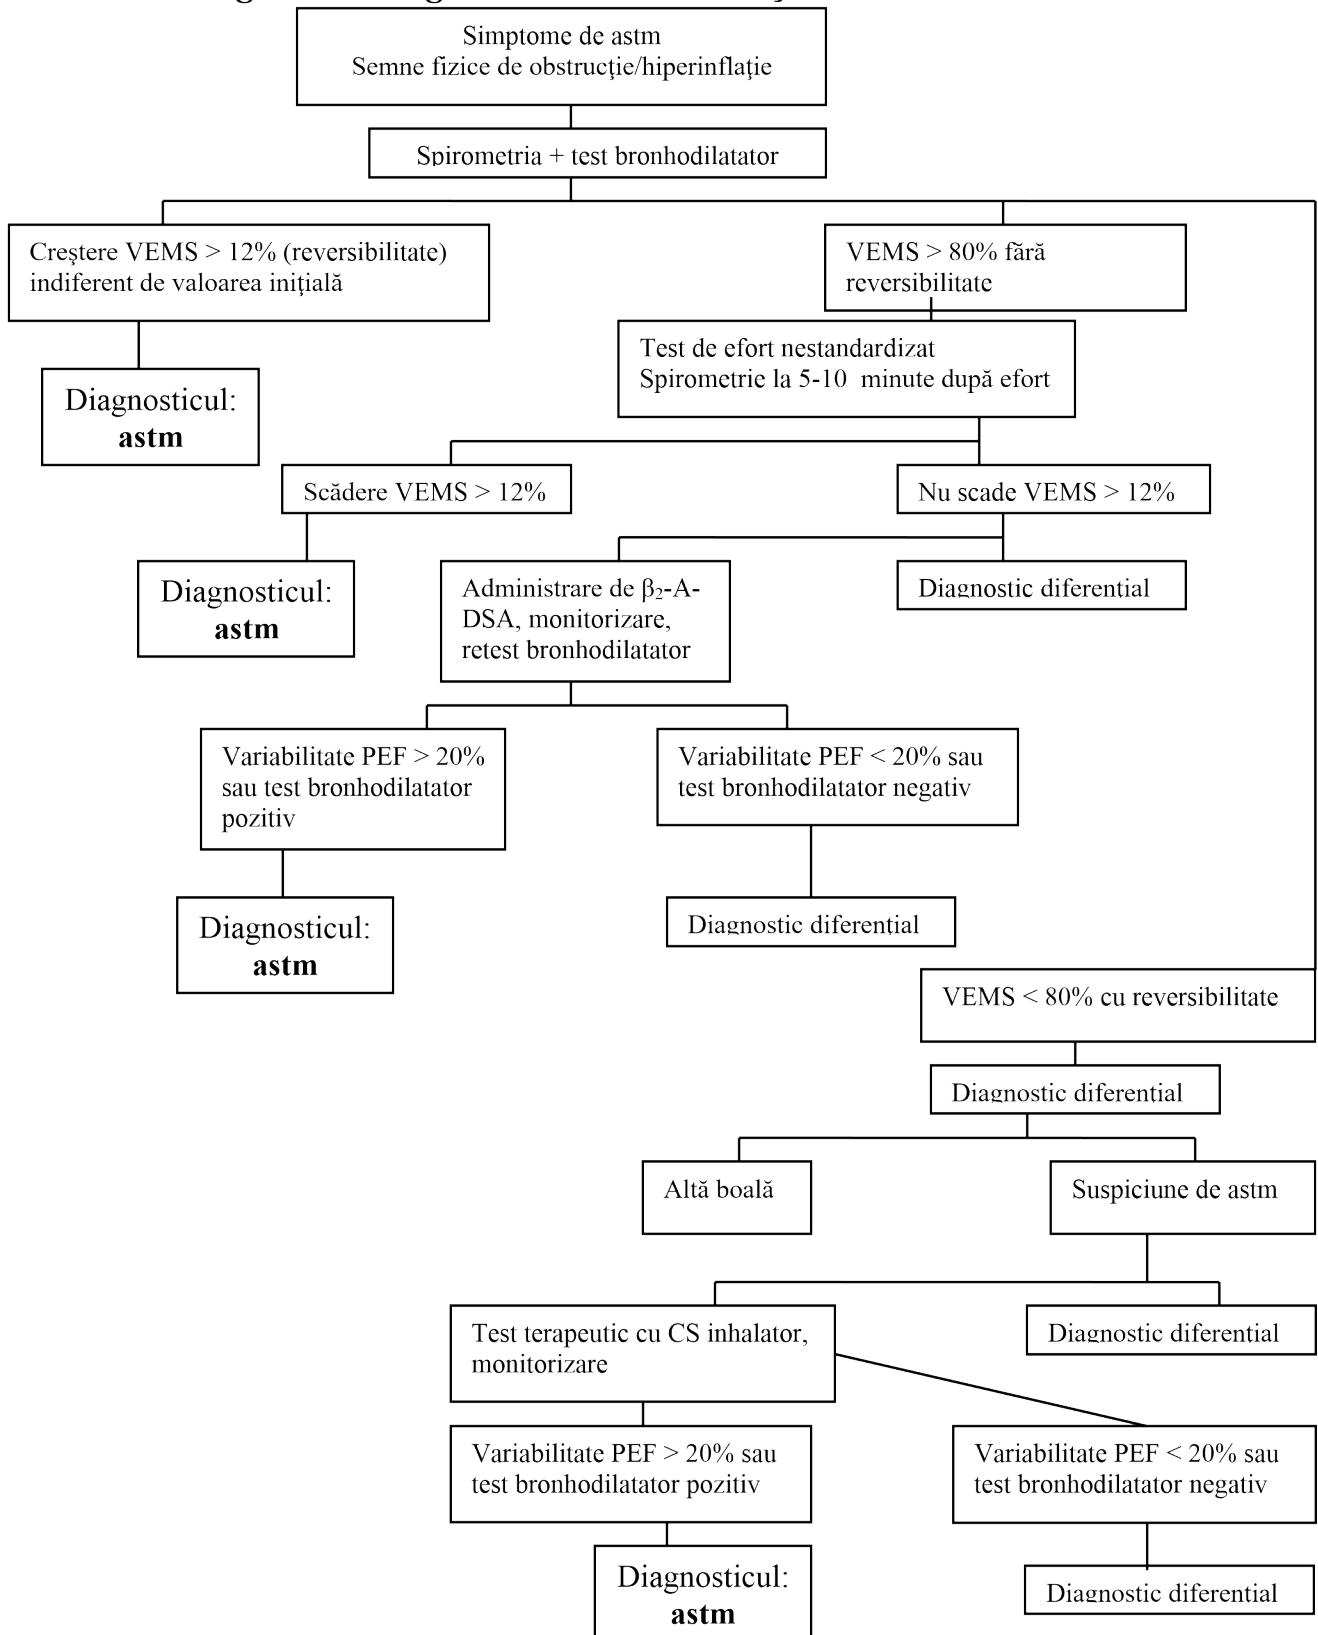 Simptome de astm
Semne fizice de obstrucţie/hiperinflaţie
Spirometria + test bronhodilatator
Creştere VEMS > 12% (reversibilitate)
indiferent de valoarea iniţială
VEMS > 80% fără
reversibilitate
Test de efort nestandardizat
Spirometrie la 5-10 minute după efort
Diagnosticul:
astm
Scădere VEMS > 12%
Nu scade VEMS > 12%
Diagnosticul:
astm
Administrare de β₂-A-
DSA, monitorizare,
retest bronhodilatator
Diagnostic diferenţial
Variabilitate PEF > 20%
sau test bronhodilatator
pozitiv
Variabilitate PEF < 20% sau
test bronhodilatator negativ
Diagnosticul:
astm
Diagnostic diferenţial
VEMS < 80% cu reversibilitate
Diagnostic diferenţial
Altă boală
Suspiciune de astm
Test terapeutic cu CS inhalator,
monitorizare
Diagnostic diferenţial
Variabilitate PEF > 20% sau
test bronhodilatator pozitiv
Variabilitate PEF < 20% sau
test bronhodilatator negativ
Diagnosticul:
astm
Diagnostic diferenţial